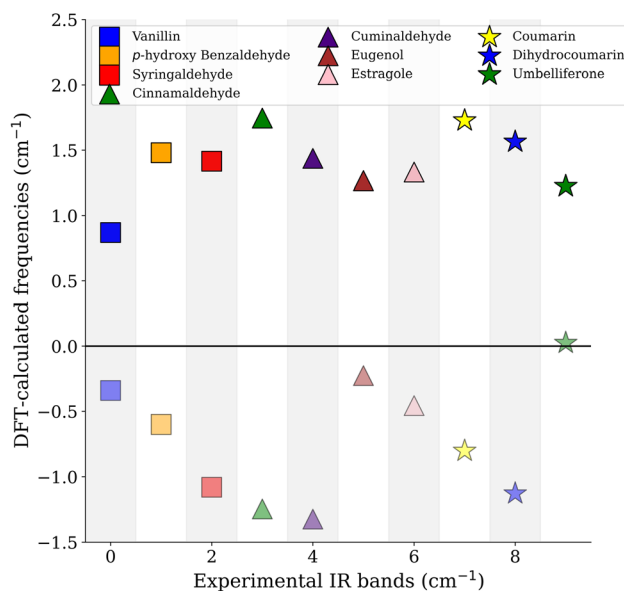 Vanillin
p-hydroxy Benzaldehyde
Syringaldehyde
Cinnamaldehyde
Cuminaldehyde
Eugenol
Estragole
Coumarin
Dihydrocoumarin
Umbelliferone
2.5
2.0
1.5
1.0
0.5
0.0
−0.5
−1.0
−1.5
DFT-calculated frequencies (cm⁻¹)
0 2 4 6 8
Experimental IR bands (cm⁻¹)